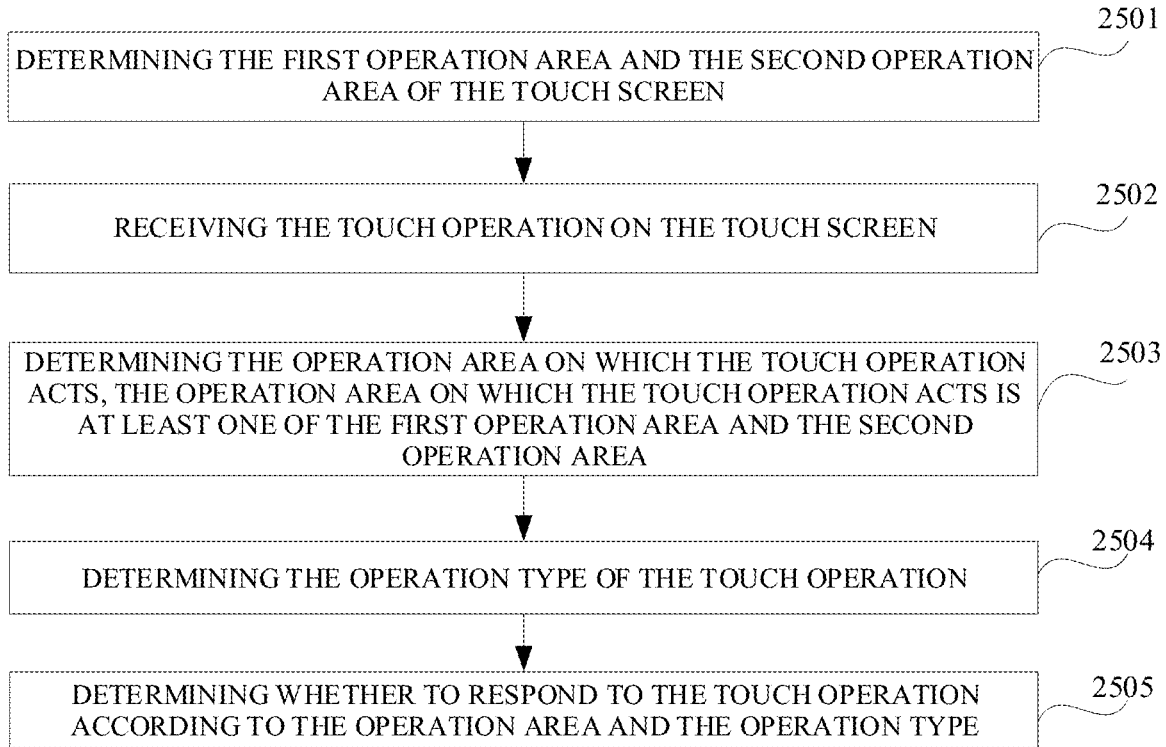 2501
DETERMINING THE FIRST OPERATION AREA AND THE SECOND OPERATION
AREA OF THE TOUCH SCREEN
2502
RECEIVING THE TOUCH OPERATION ON THE TOUCH SCREEN
2503
DETERMINING THE OPERATION AREA ON WHICH THE TOUCH OPERATION
ACTS, THE OPERATION AREA ON WHICH THE TOUCH OPERATION ACTS IS
AT LEAST ONE OF THE FIRST OPERATION AREA AND THE SECOND
OPERATION AREA
2504
DETERMINING THE OPERATION TYPE OF THE TOUCH OPERATION
2505
DETERMINING WHETHER TO RESPOND TO THE TOUCH OPERATION
ACCORDING TO THE OPERATION AREA AND THE OPERATION TYPE